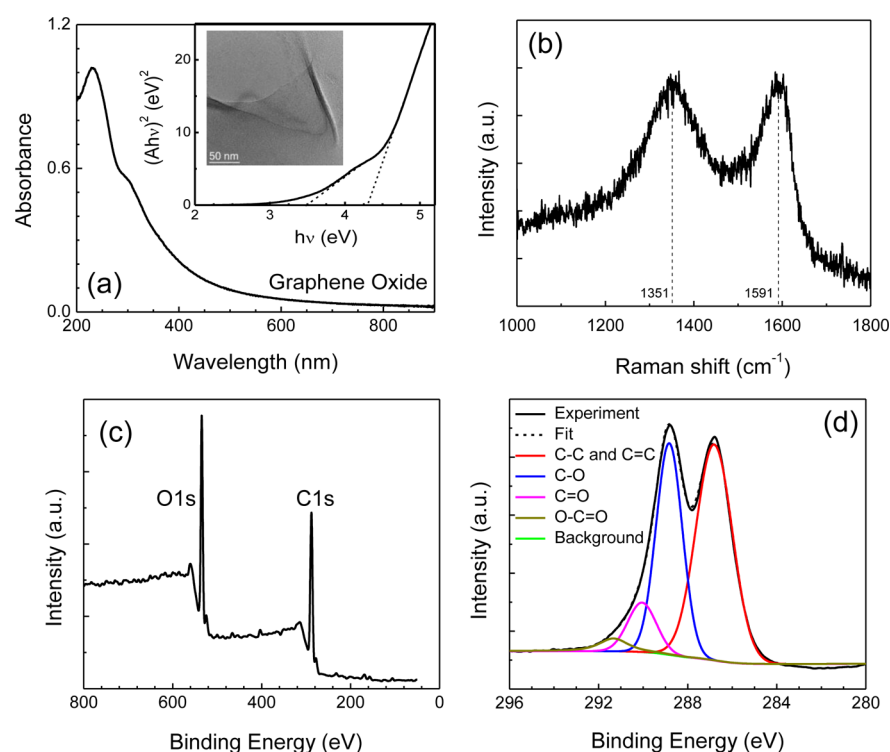 (a)
Absorbance
1.2
0.6
0.0
200 400 600 800
Wavelength (nm)
Graphene Oxide
(Ahν)² (eV)²
20
10
0
2 3 4 5
hν (eV)
50 nm
(b)
Intensity (a.u.)
1351 1591
1000 1200 1400 1600 1800
Raman shift (cm⁻¹)
(c)
Intensity (a.u.)
O1s
C1s
800 600 400 200 0
Binding Energy (eV)
(d)
Intensity (a.u.)
Experiment
Fit
C-C and C=C
C-O
C=O
O-C=O
Background
296 292 288 284 280
Binding Energy (eV)